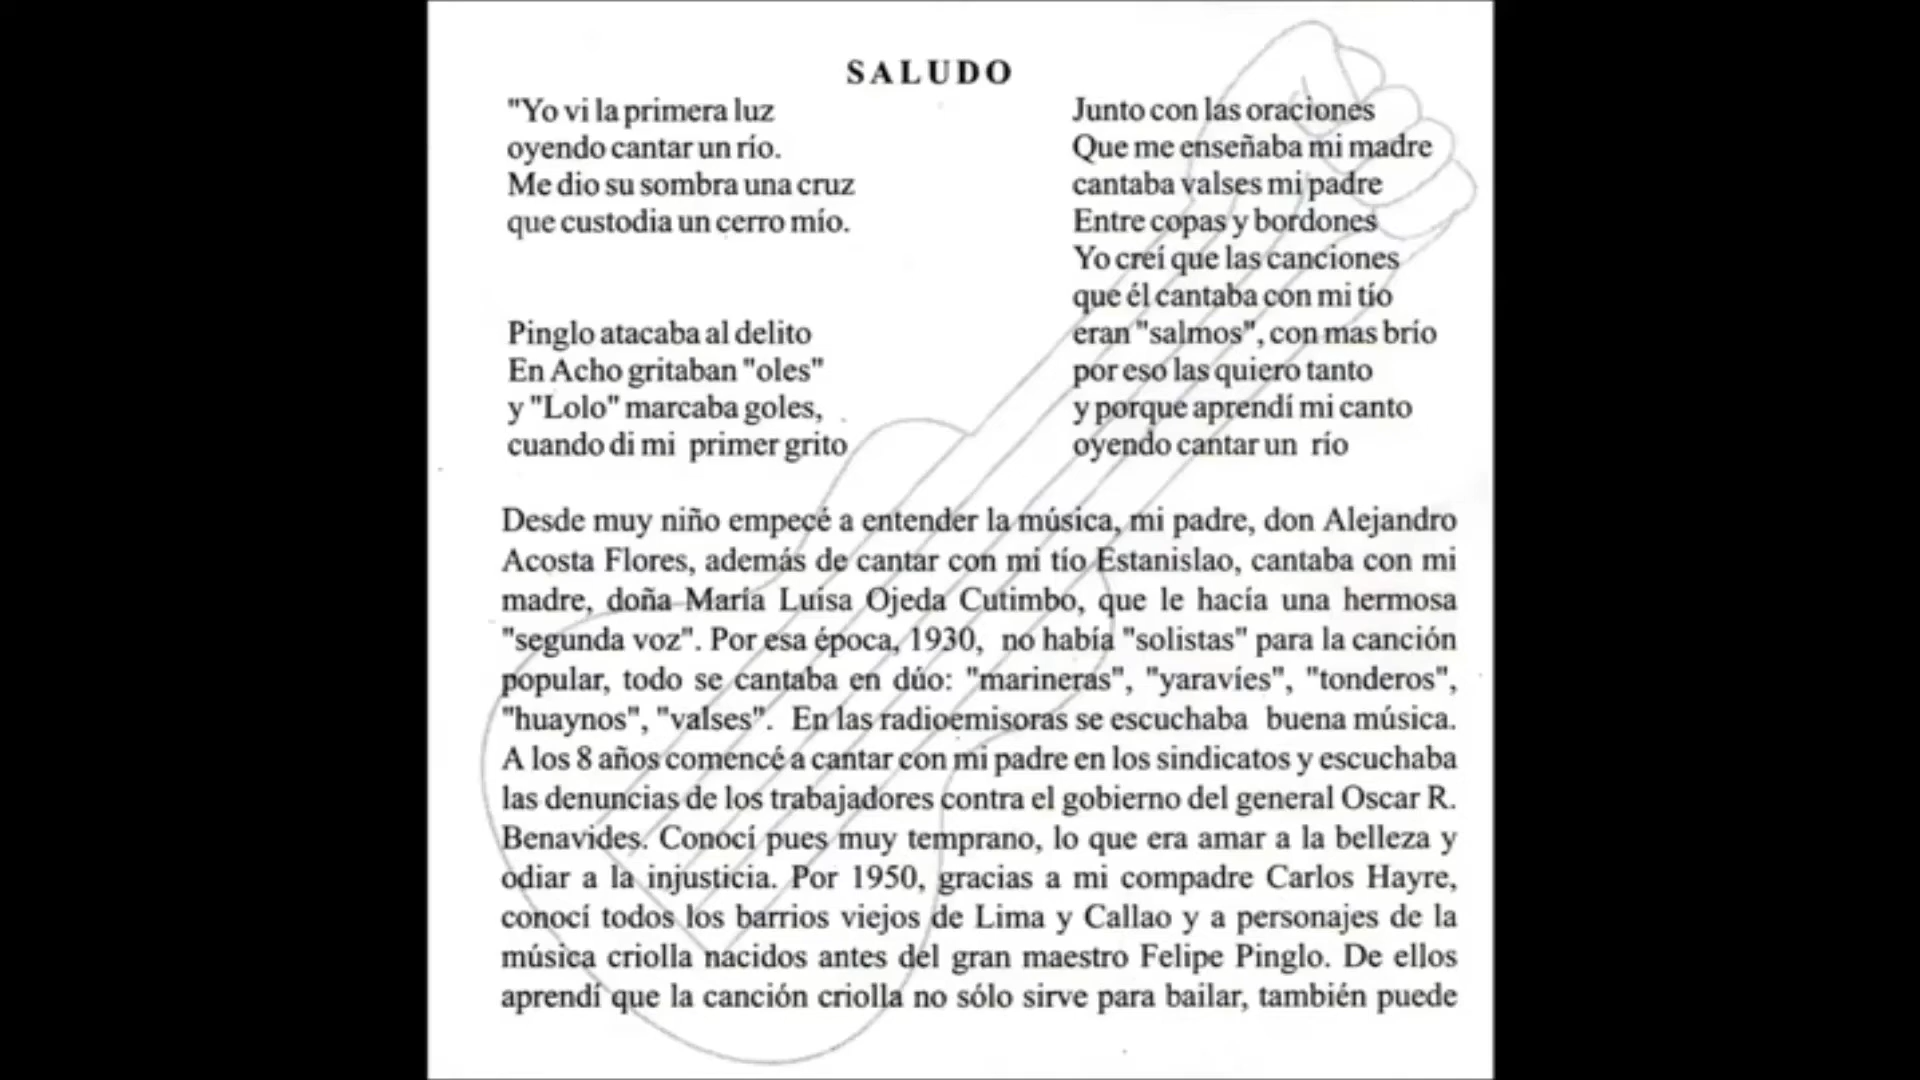 SALUDO
"Yo vi la primera luz
oyendo cantar un río.
Me dio su sombra una cruz
que custodia un cerro mío.
Pinglo atacaba al delito
En Acho gritaban "oles"
y "Lolo" marcaba goles,
cuando di mi primer grito
Junto con las oraciones
Que me enseñaba mi madre
cantaba valses mi padre
Entre copas y bordones
Yo creí que las canciones
que él cantaba con mi tío
eran "salmos", con mas brío
por eso las quiero tanto
y porque aprendí mi canto
oyendo cantar un río
Desde muy niño empecé a entender la música, mi padre, don Alejandro
Acosta Flores, además de cantar con mi tío Estanislao, cantaba con mi
madre, doña María Luisa Ojeda Cutimbo, que le hacía una hermosa
"segunda voz". Por esa época, 1930, no había "solistas" para la canción
popular, todo se cantaba en dúo: "marineras", "yaravíes", "tonderos",
"huaynos", "valses". En las radioemisoras se escuchaba buena música.
A los 8 años comencé a cantar con mi padre en los sindicatos y escuchaba
las denuncias de los trabajadores contra el gobierno del general Oscar R.
Benavides. Conocí pues muy temprano, lo que era amar a la belleza y
odiar a la injusticia. Por 1950, gracias a mi compadre Carlos Hayre,
conocí todos los barrios viejos de Lima y Callao y a personajes de la
música criolla nacidos antes del gran maestro Felipe Pinglo. De ellos
aprendí que la canción criolla no sólo sirve para bailar, también puede